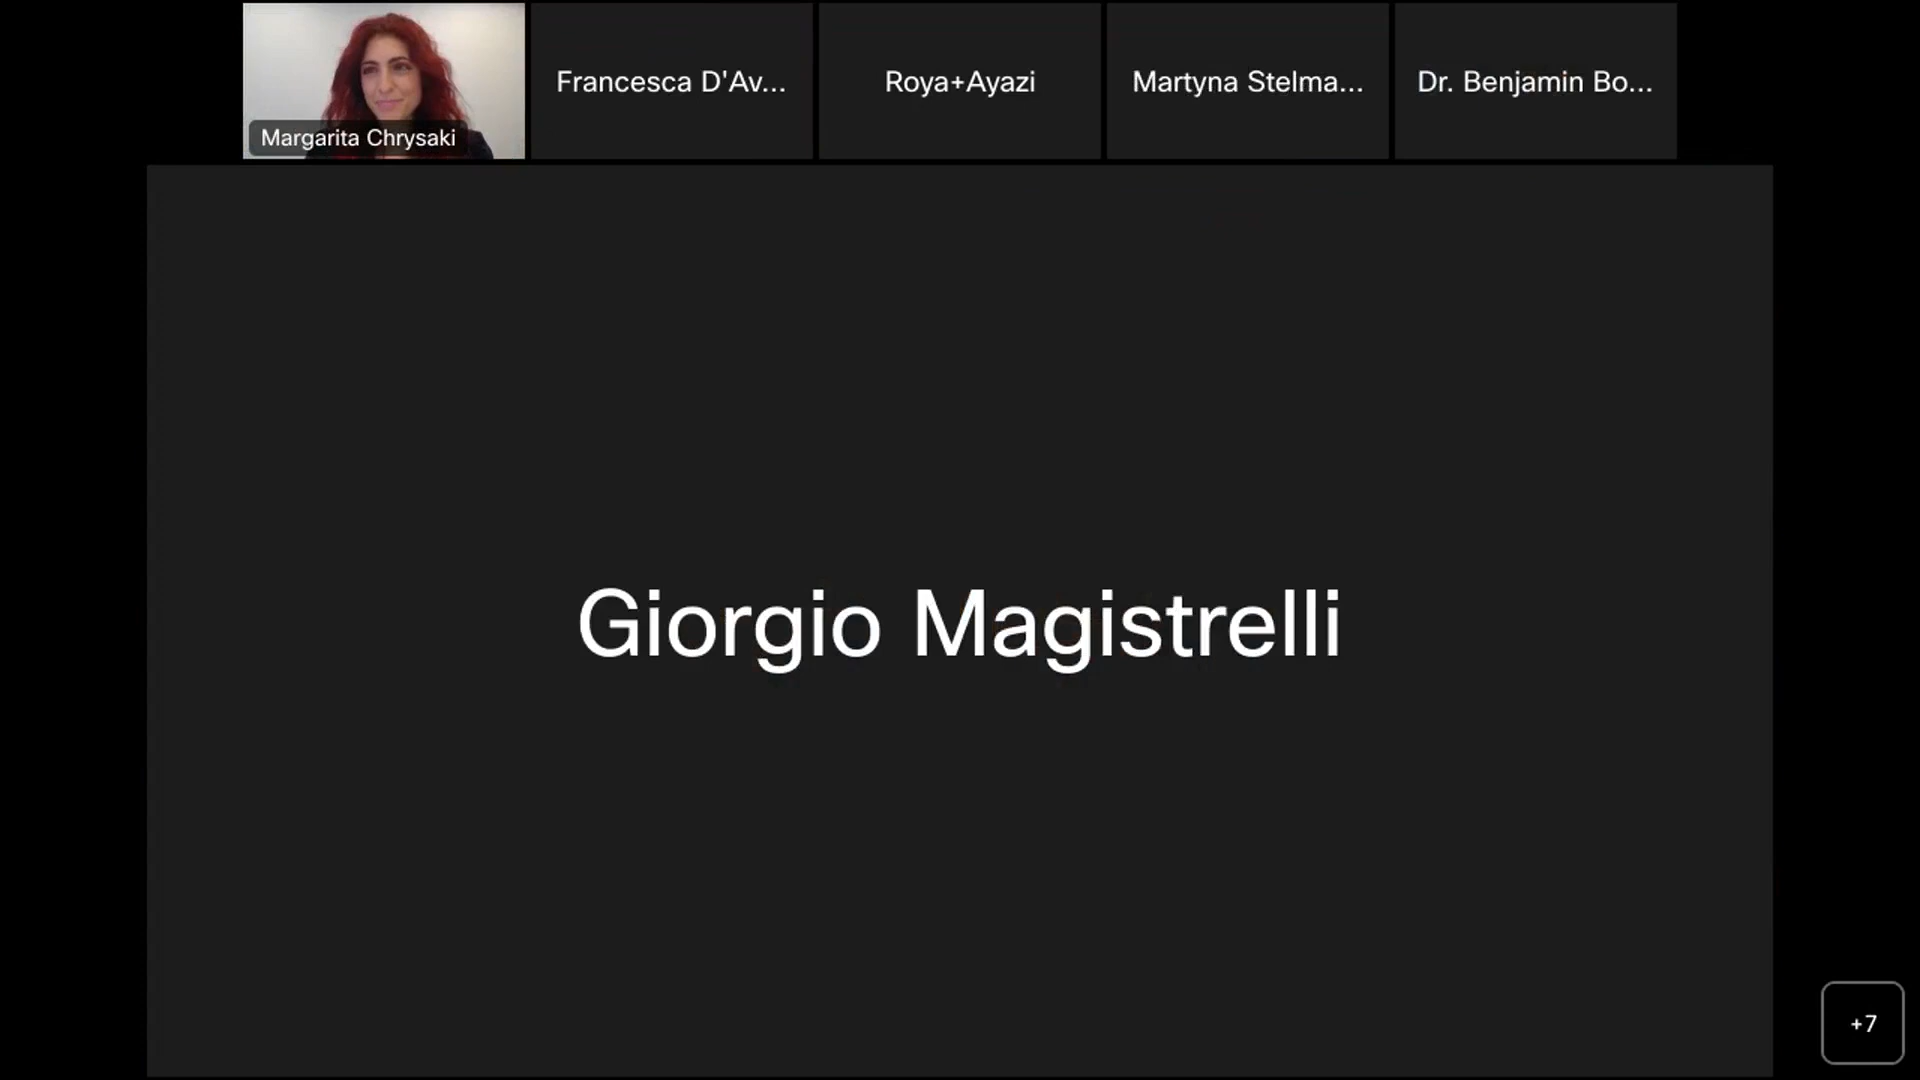 Margarita Chrysaki
Francesca D'Av...
Roya+Ayazi
Martyna Stelma...
Dr. Benjamin Bo...
Giorgio Magistrelli
+7